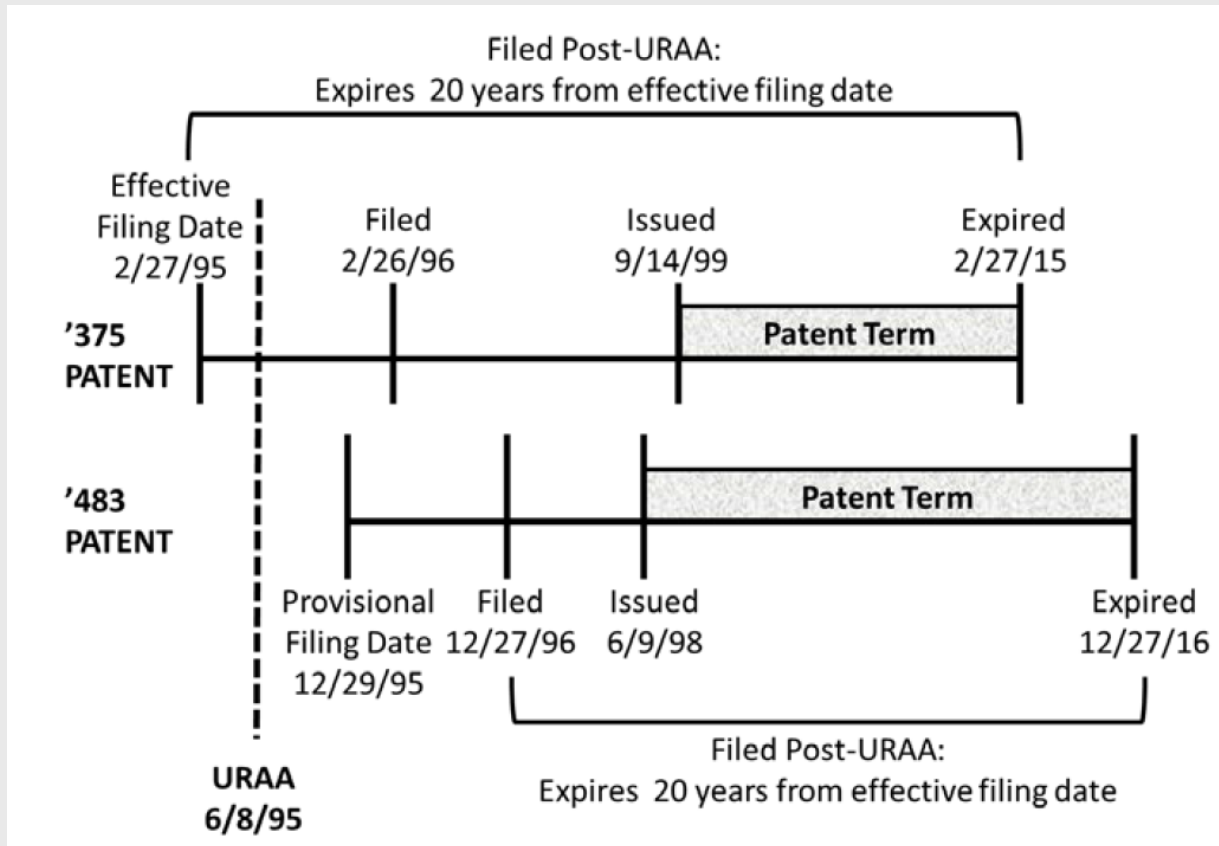 Filed Post-URAA:
Expires 20 years from effective filing date
Effective
Filing Date
2/27/95
Filed
2/26/96
Issued
9/14/99
Expired
2/27/15
’375
PATENT
Patent Term
’483
PATENT
Patent Term
Provisional
Filing Date
12/29/95
Filed
12/27/96
Issued
6/9/98
Expired
12/27/16
Filed Post-URAA:
Expires 20 years from effective filing date
URAA
6/8/95